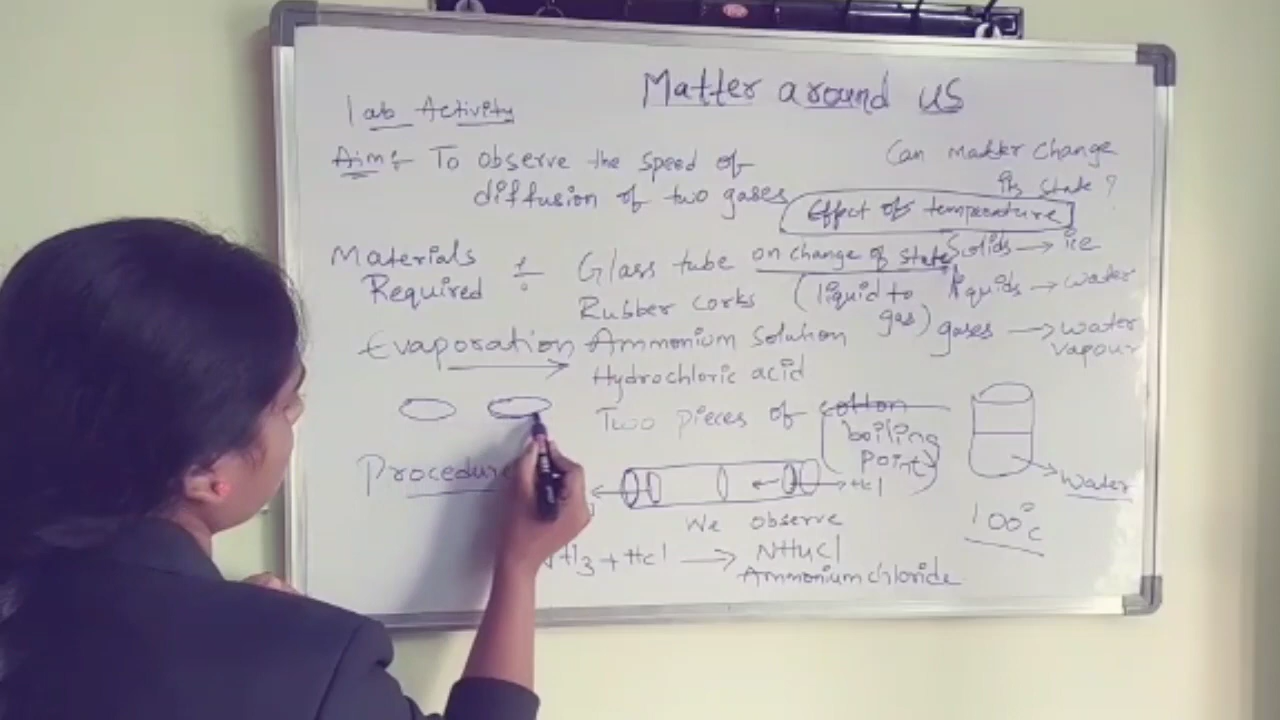 Matter around us
Lab Activity
Aim:- To observe the speed of
diffusion of two gases
Can matter change
its state ?
Effect of temperature
on change of state
(liquid to
gas)
Solids → ice
liquids → water
gases → water
vapour
Materials
Required :- Glass tube
Rubber corks
Ammonium Solution
Hydrochloric acid
Two pieces of cotton
Evaporation
(boiling
point)
Water
100°c
Procedure
Hcl
We observe
H3 + Hcl → NH4Cl
Ammonium chloride